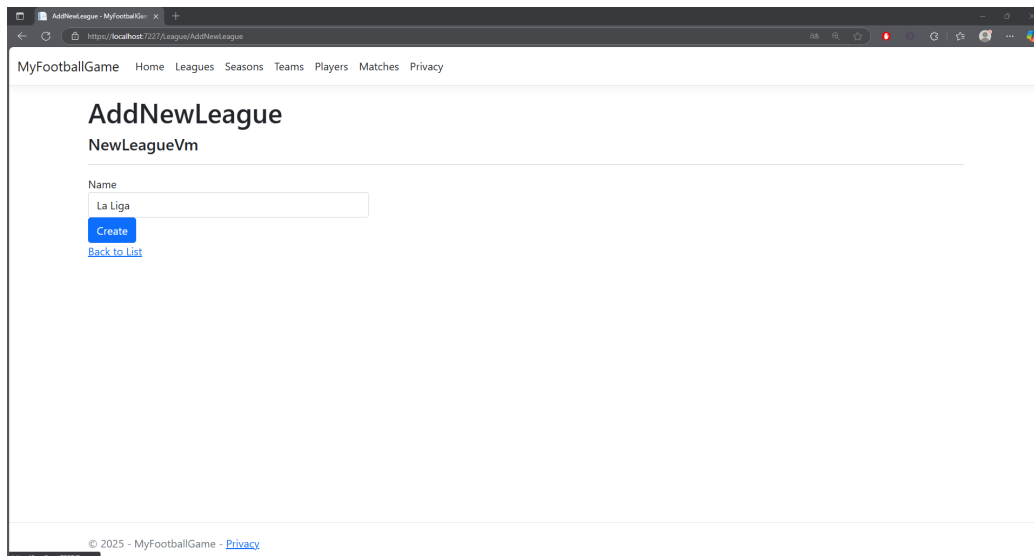 AddNewLeague - MyFootballGam
https://localhost:7227/League/AddNewLeague
MyFootballGame Home Leagues Seasons Teams Players Matches Privacy
AddNewLeague
NewLeagueVm
Name
La Liga
Create
Back to List
© 2025 - MyFootballGame - Privacy